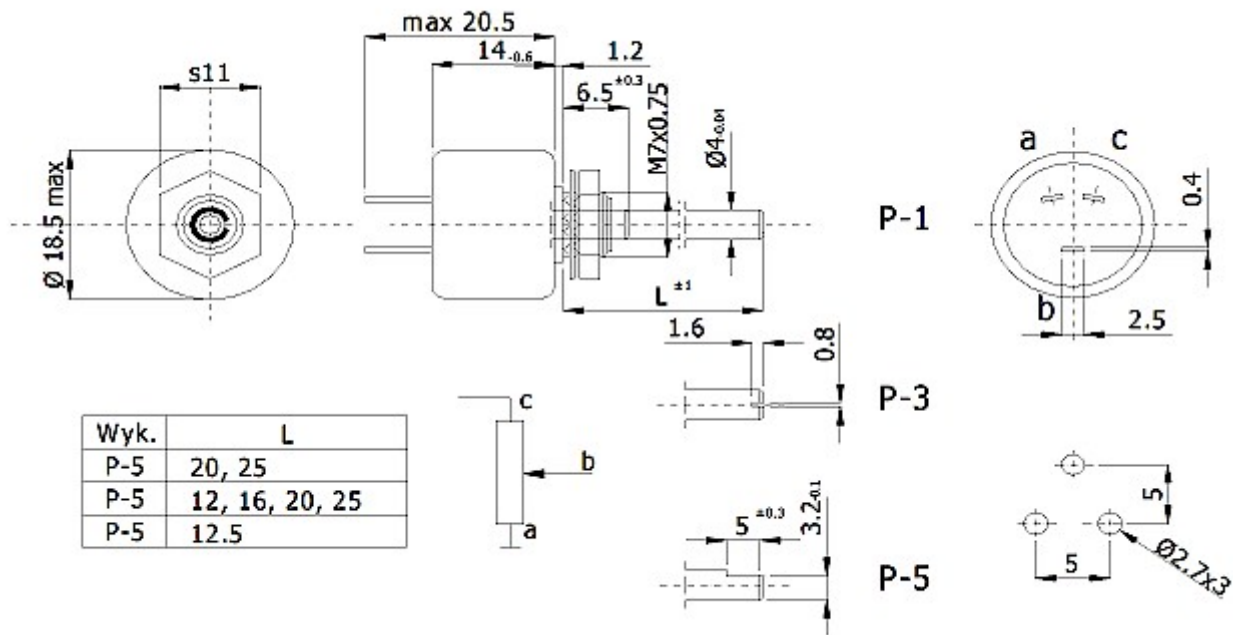 max 20.5
14 -0.6
1.2
s11
6.5 ±0.3
M7x0.75
Ø4 -0.04
Ø 18.5 max
L ±1
P-1
a
c
b
0.4
2.5
1.6
0.8
P-3
Wyk. L
P-5 20, 25
P-5 12, 16, 20, 25
P-5 12.5
c
b
a
5 ±0.3
3.2 -0.1
P-5
5
5
Ø2.7x3